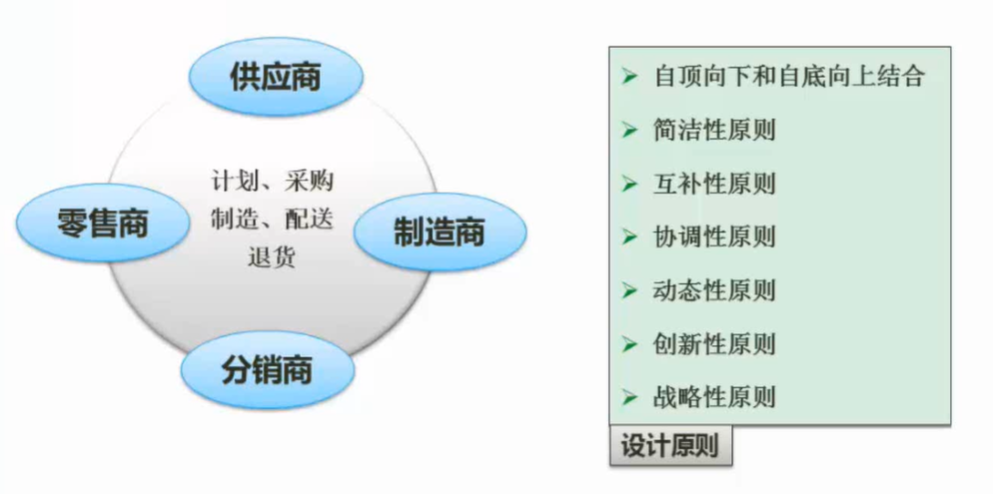 供应商
计划、采购
制造、配送
退货
零售商
制造商
分销商
自顶向下和自底向上结合
简洁性原则
互补性原则
协调性原则
动态性原则
创新性原则
战略性原则
设计原则